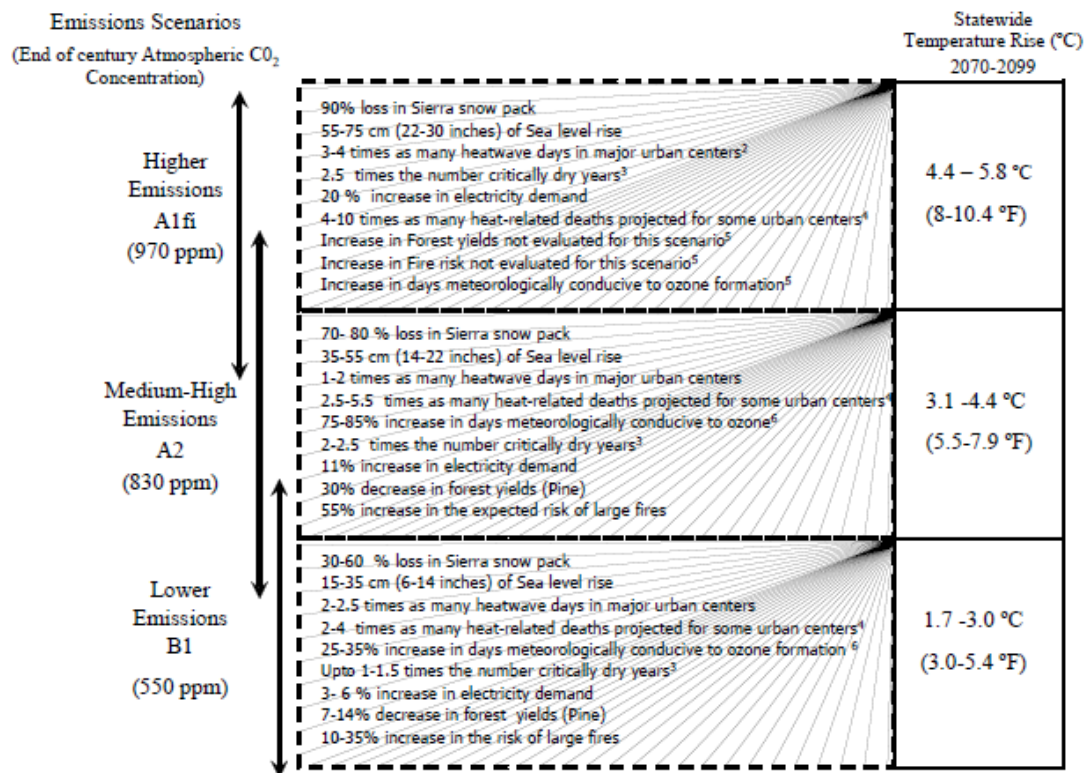 Emissions Scenarios
(End of century Atmospheric C0₂
Concentration)
Statewide
Temperature Rise (°C)
2070-2099
Higher
Emissions
A1fi
(970 ppm)
90% loss in Sierra snow pack
55-75 cm (22-30 inches) of Sea level rise
3-4 times as many heatwave days in major urban centers²
2.5 times the number critically dry years³
20 % increase in electricity demand
4-10 times as many heat-related deaths projected for some urban centers⁴
Increase in Forest yields not evaluated for this scenario⁵
Increase in Fire risk not evaluated for this scenario⁵
Increase in days meteorologically conducive to ozone formation⁵
4.4 – 5.8 °C
(8-10.4 °F)
Medium-High
Emissions
A2
(830 ppm)
70- 80 % loss in Sierra snow pack
35-55 cm (14-22 inches) of Sea level rise
1-2 times as many heatwave days in major urban centers
2.5-5.5 times as many heat-related deaths projected for some urban centers⁴
75-85% increase in days meteorologically conducive to ozone⁶
2-2.5 times the number critically dry years³
11% increase in electricity demand
30% decrease in forest yields (Pine)
55% increase in the expected risk of large fires
3.1 -4.4 °C
(5.5-7.9 °F)
Lower
Emissions
B1
(550 ppm)
30-60 % loss in Sierra snow pack
15-35 cm (6-14 inches) of Sea level rise
2-2.5 times as many heatwave days in major urban centers
2-4 times as many heat-related deaths projected for some urban centers⁴
25-35% increase in days meteorologically conducive to ozone formation ⁶
Upto 1-1.5 times the number critically dry years³
3- 6 % increase in electricity demand
7-14% decrease in forest yields (Pine)
10-35% increase in the risk of large fires
1.7 -3.0 °C
(3.0-5.4 °F)